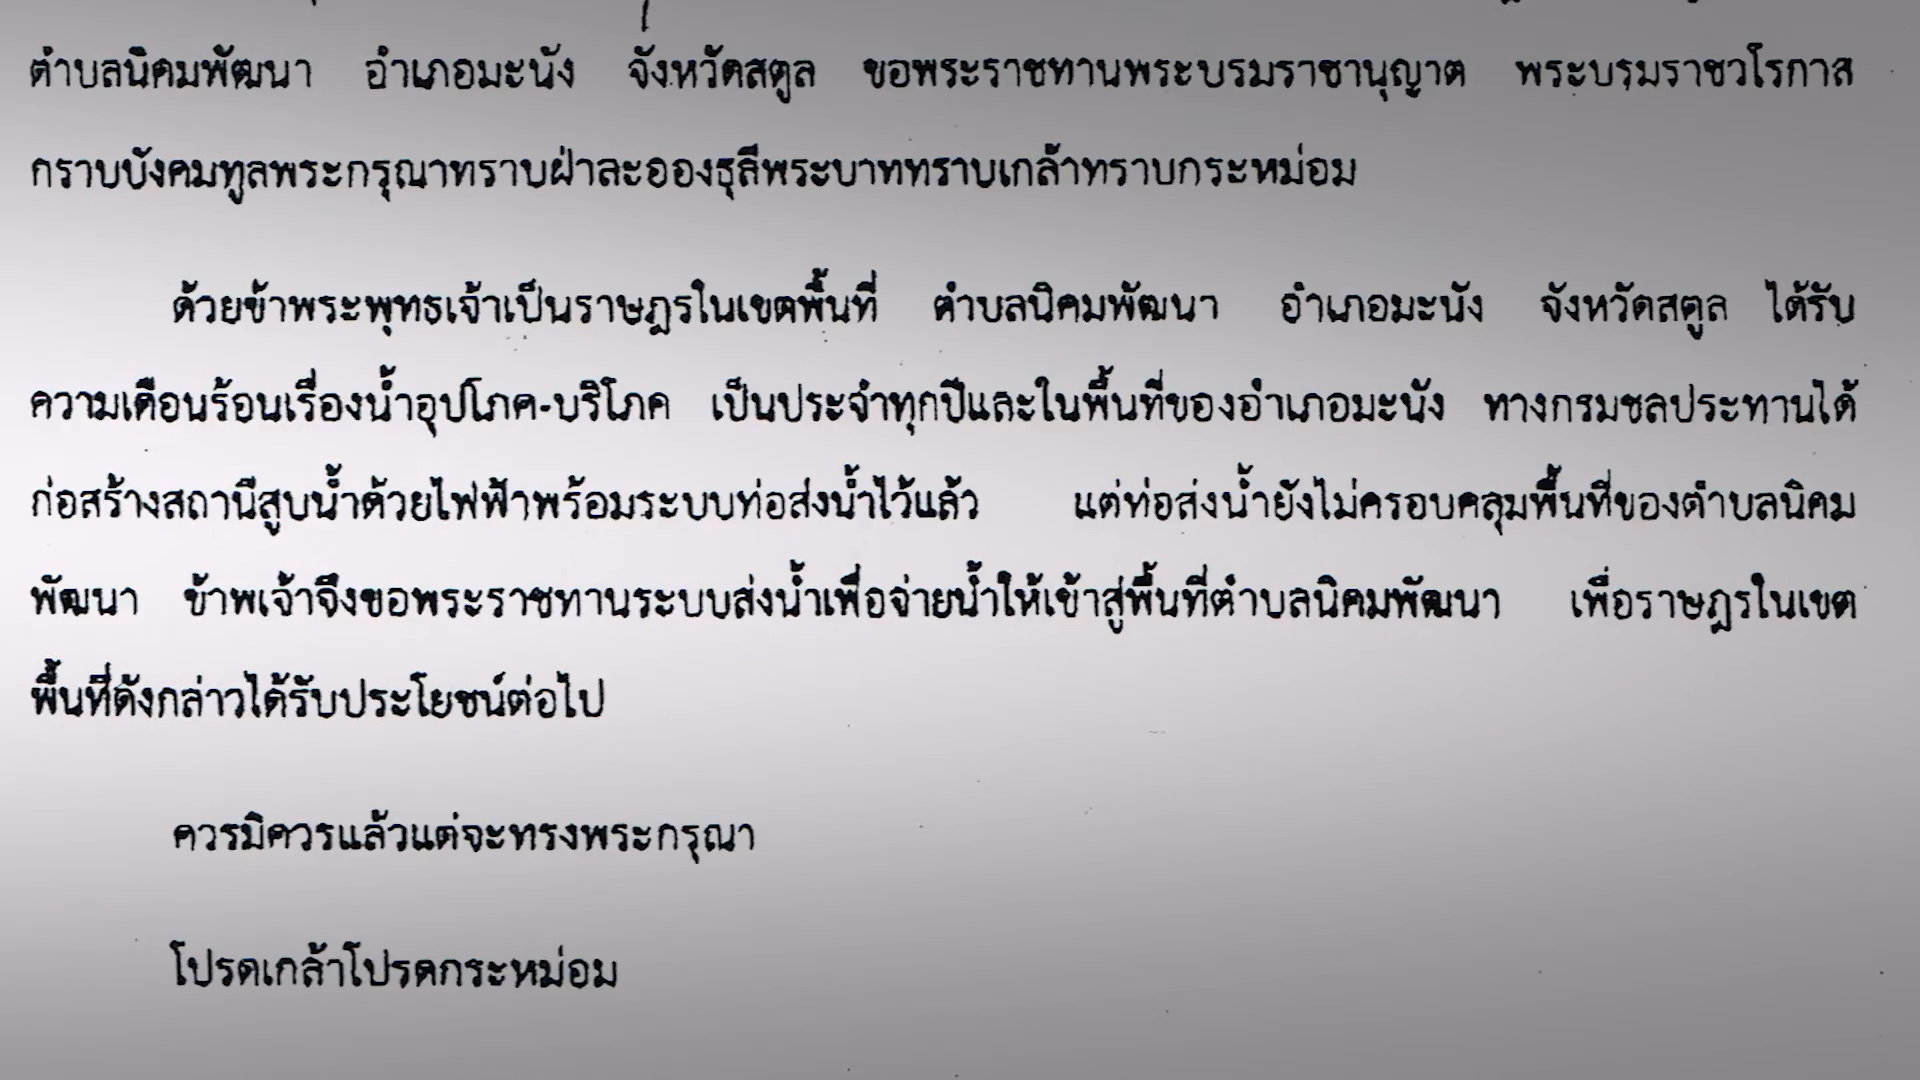 ตำบลนิคมพัฒนา อำเภอมะนัง จังหวัดสตูล ขอพระราชทานพระบรมราชานุญาต พระบรมราชวโรกาส
กราบบังคมทูลพระกรุณาทราบฝ่าละอองธุลีพระบาททราบเกล้าทราบกระหม่อม
ด้วยข้าพระพุทธเจ้าเป็นราษฎรในเขตพื้นที่ ตำบลนิคมพัฒนา อำเภอมะนัง จังหวัดสตูล ได้รับ
ความเดือนร้อนเรื่องน้ำอุปโภค-บริโภค เป็นประจำทุกปีและในพื้นที่ของอำเภอมะนัง ทางกรมชลประทานได้
ก่อสร้างสถานีสูบน้ำด้วยไฟฟ้าพร้อมระบบท่อส่งน้ำไว้แล้ว แต่ท่อส่งน้ำยังไม่ครอบคลุมพื้นที่ของตำบลนิคม
พัฒนา ข้าพเจ้าจึงขอพระราชทานระบบส่งน้ำเพื่อจ่ายน้ำให้เข้าสู่พื้นที่ตำบลนิคมพัฒนา เพื่อราษฎรในเขต
พื้นที่ดังกล่าวได้รับประโยชน์ต่อไป
ควรมิควรแล้วแต่จะทรงพระกรุณา
โปรดเกล้าโปรดกระหม่อม